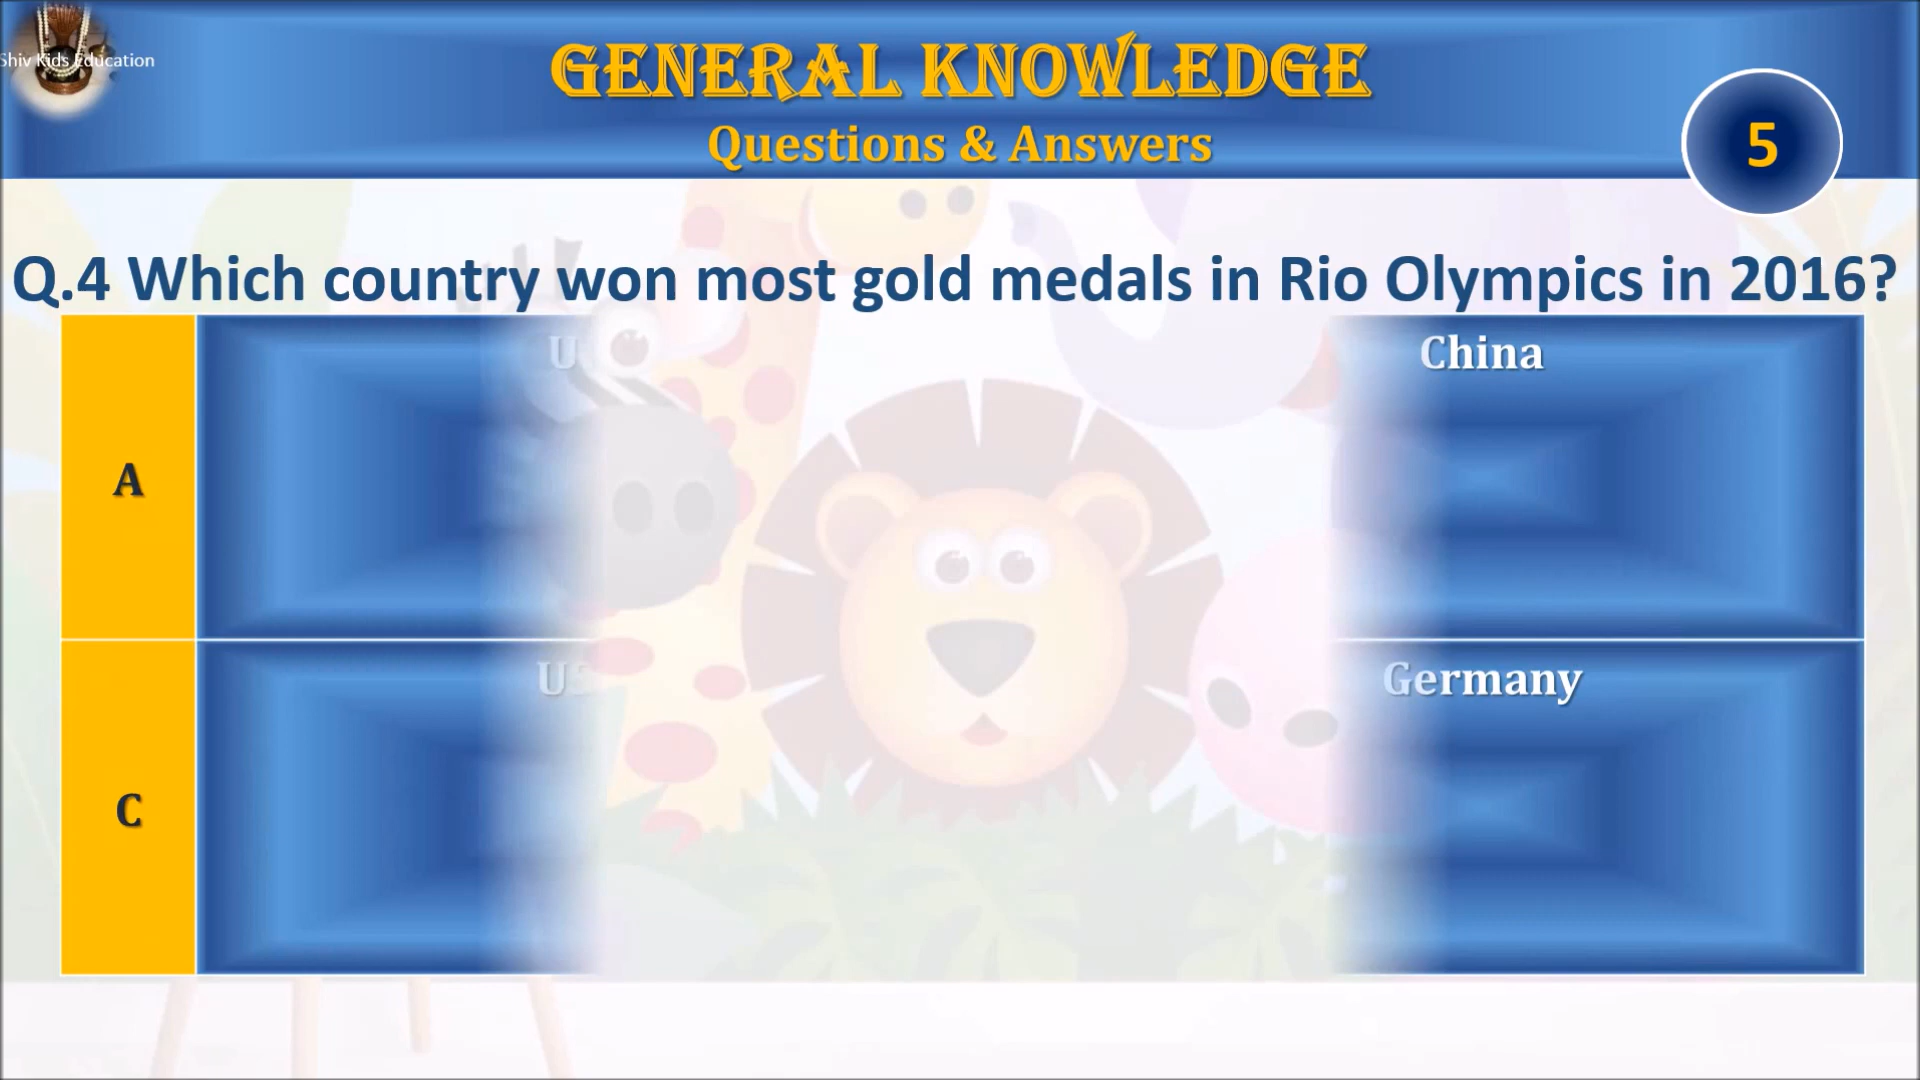 Shiv Kids Education
GENERAL KNOWLEDGE
Questions & Answers
5
Q.4 Which country won most gold medals in Rio Olympics in 2016?
A
China
C
Germany